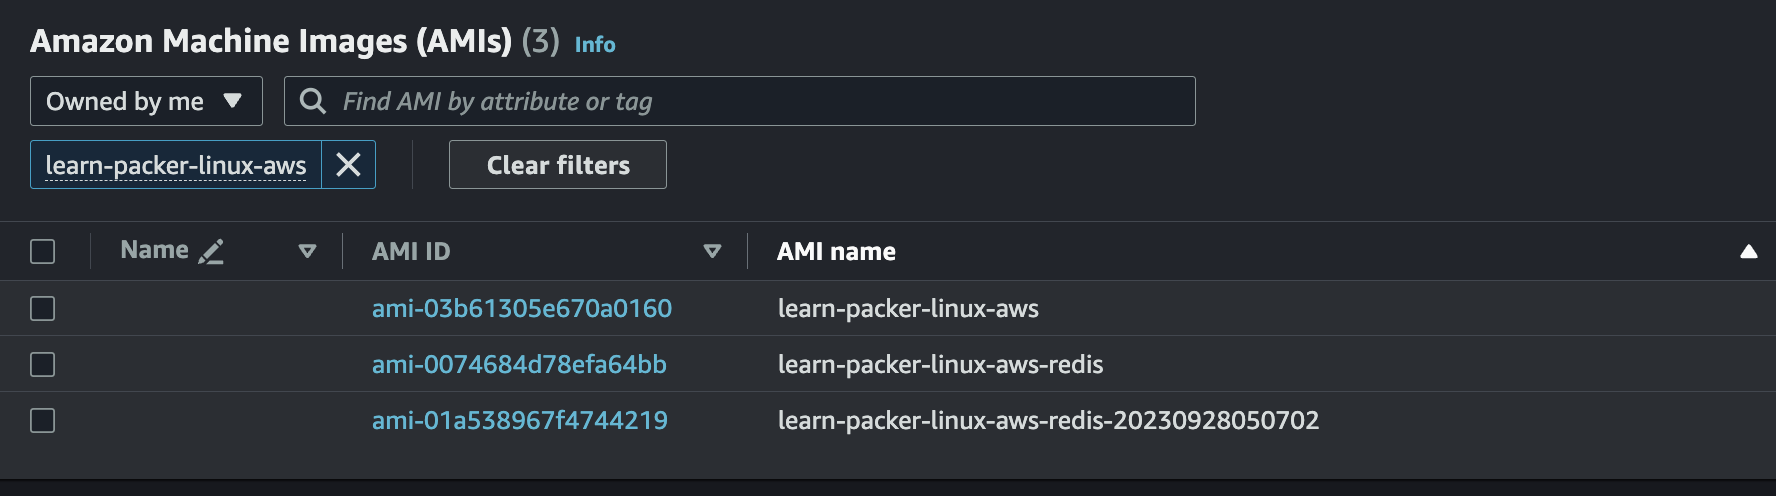 Amazon Machine Images (AMIs) (3) Info
Owned by me Find AMI by attribute or tag
learn-packer-linux-aws Clear filters
Name AMI ID AMI name
ami-03b61305e670a0160 learn-packer-linux-aws
ami-0074684d78efa64bb learn-packer-linux-aws-redis
ami-01a538967f4744219 learn-packer-linux-aws-redis-20230928050702